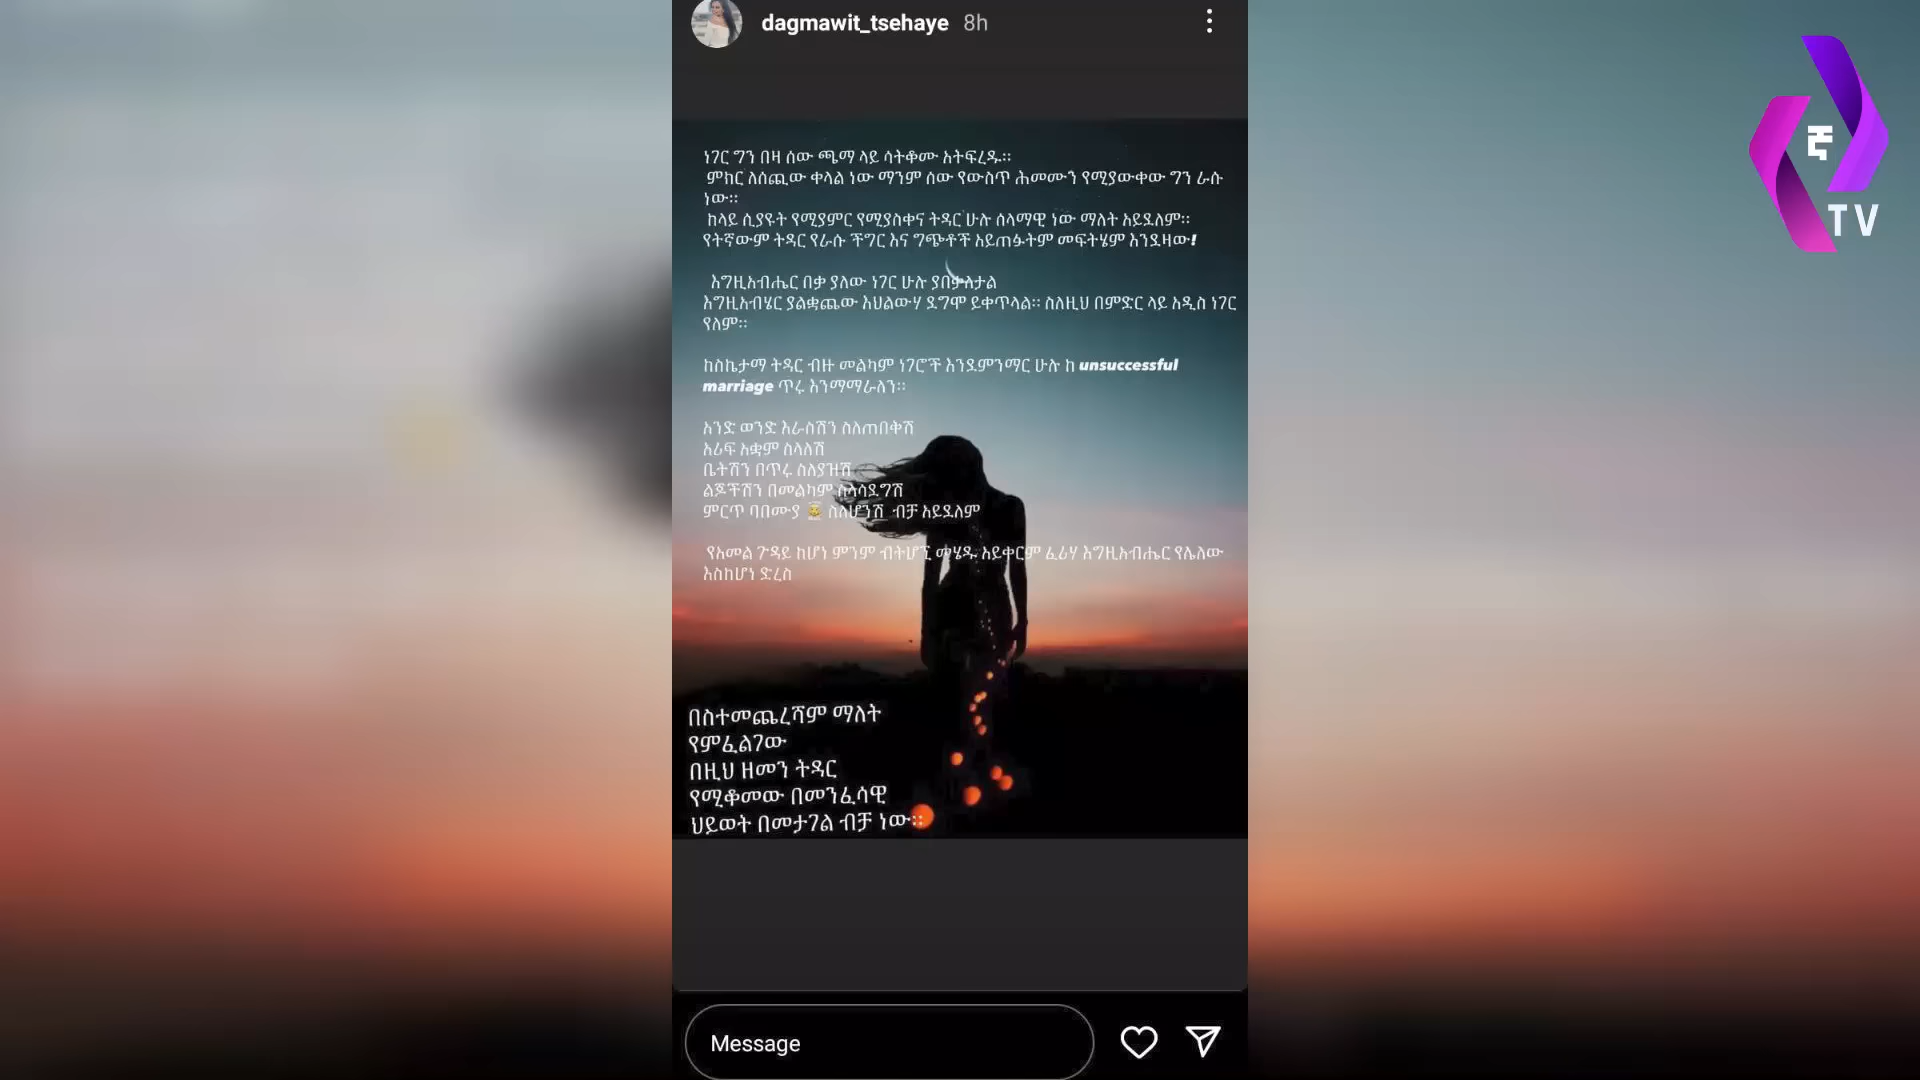 dagmawit_tsehaye 8h
ነገር ግን በዛ ሰው ጫማ ላይ ሳትቆሙ አትፍረዱ።
ምክር ለሰጪው ቀላል ነው ማንም ሰው የውስጥ ሕመሙን የሚያውቀው ግን ራሱ
ነው።
ከላይ ሲያዩት የሚያምር የሚያስቀና ትዳር ሁሉ ሰላማዊ ነው ማለት አይደለም።
የትኛውም ትዳር የራሱ ችግር እና ግጭቶች አይጠፉትም መፍትሄም እንደዛው!
እግዚአብሔር በቃ ያለው ነገር ሁሉ ያበቃለታል
እግዚአብሄር ያልቋጨው እህልውሃ ደግሞ ይቀጥላል። ስለዚህ በምድር ላይ አዲስ ነገር
የለም።
ከስኬታማ ትዳር ብዙ መልካም ነገሮች እንደምንማር ሁሉ ከ unsuccessful
marriage ጥሩ እንማማራለን።
አንድ ወንድ እራስሽን ስለጠበቅሽ
አሪፍ አቋም ስላለሽ
ቤትሽን በጥሩ ስለያዝሽ
ልጆችሽን በመልካም ስላሳደግሽ
ምርጥ ባበሙያ 👩‍🍳 ስለሆንሽ ብቻ አይደለም
የአመል ጉዳይ ከሆነ ምንም ብትሆኚ መሄዱ አይቀርም ፈሪሃ እግዚአብሔር የሌለው
እስከሆነ ድረስ
በስተመጨረሻም ማለት
የምፈልገው
በዚህ ዘመን ትዳር
የሚቆመው በመንፈሳዊ
ህይወት በመታገል ብቻ ነው።
Message
ኛ
TV